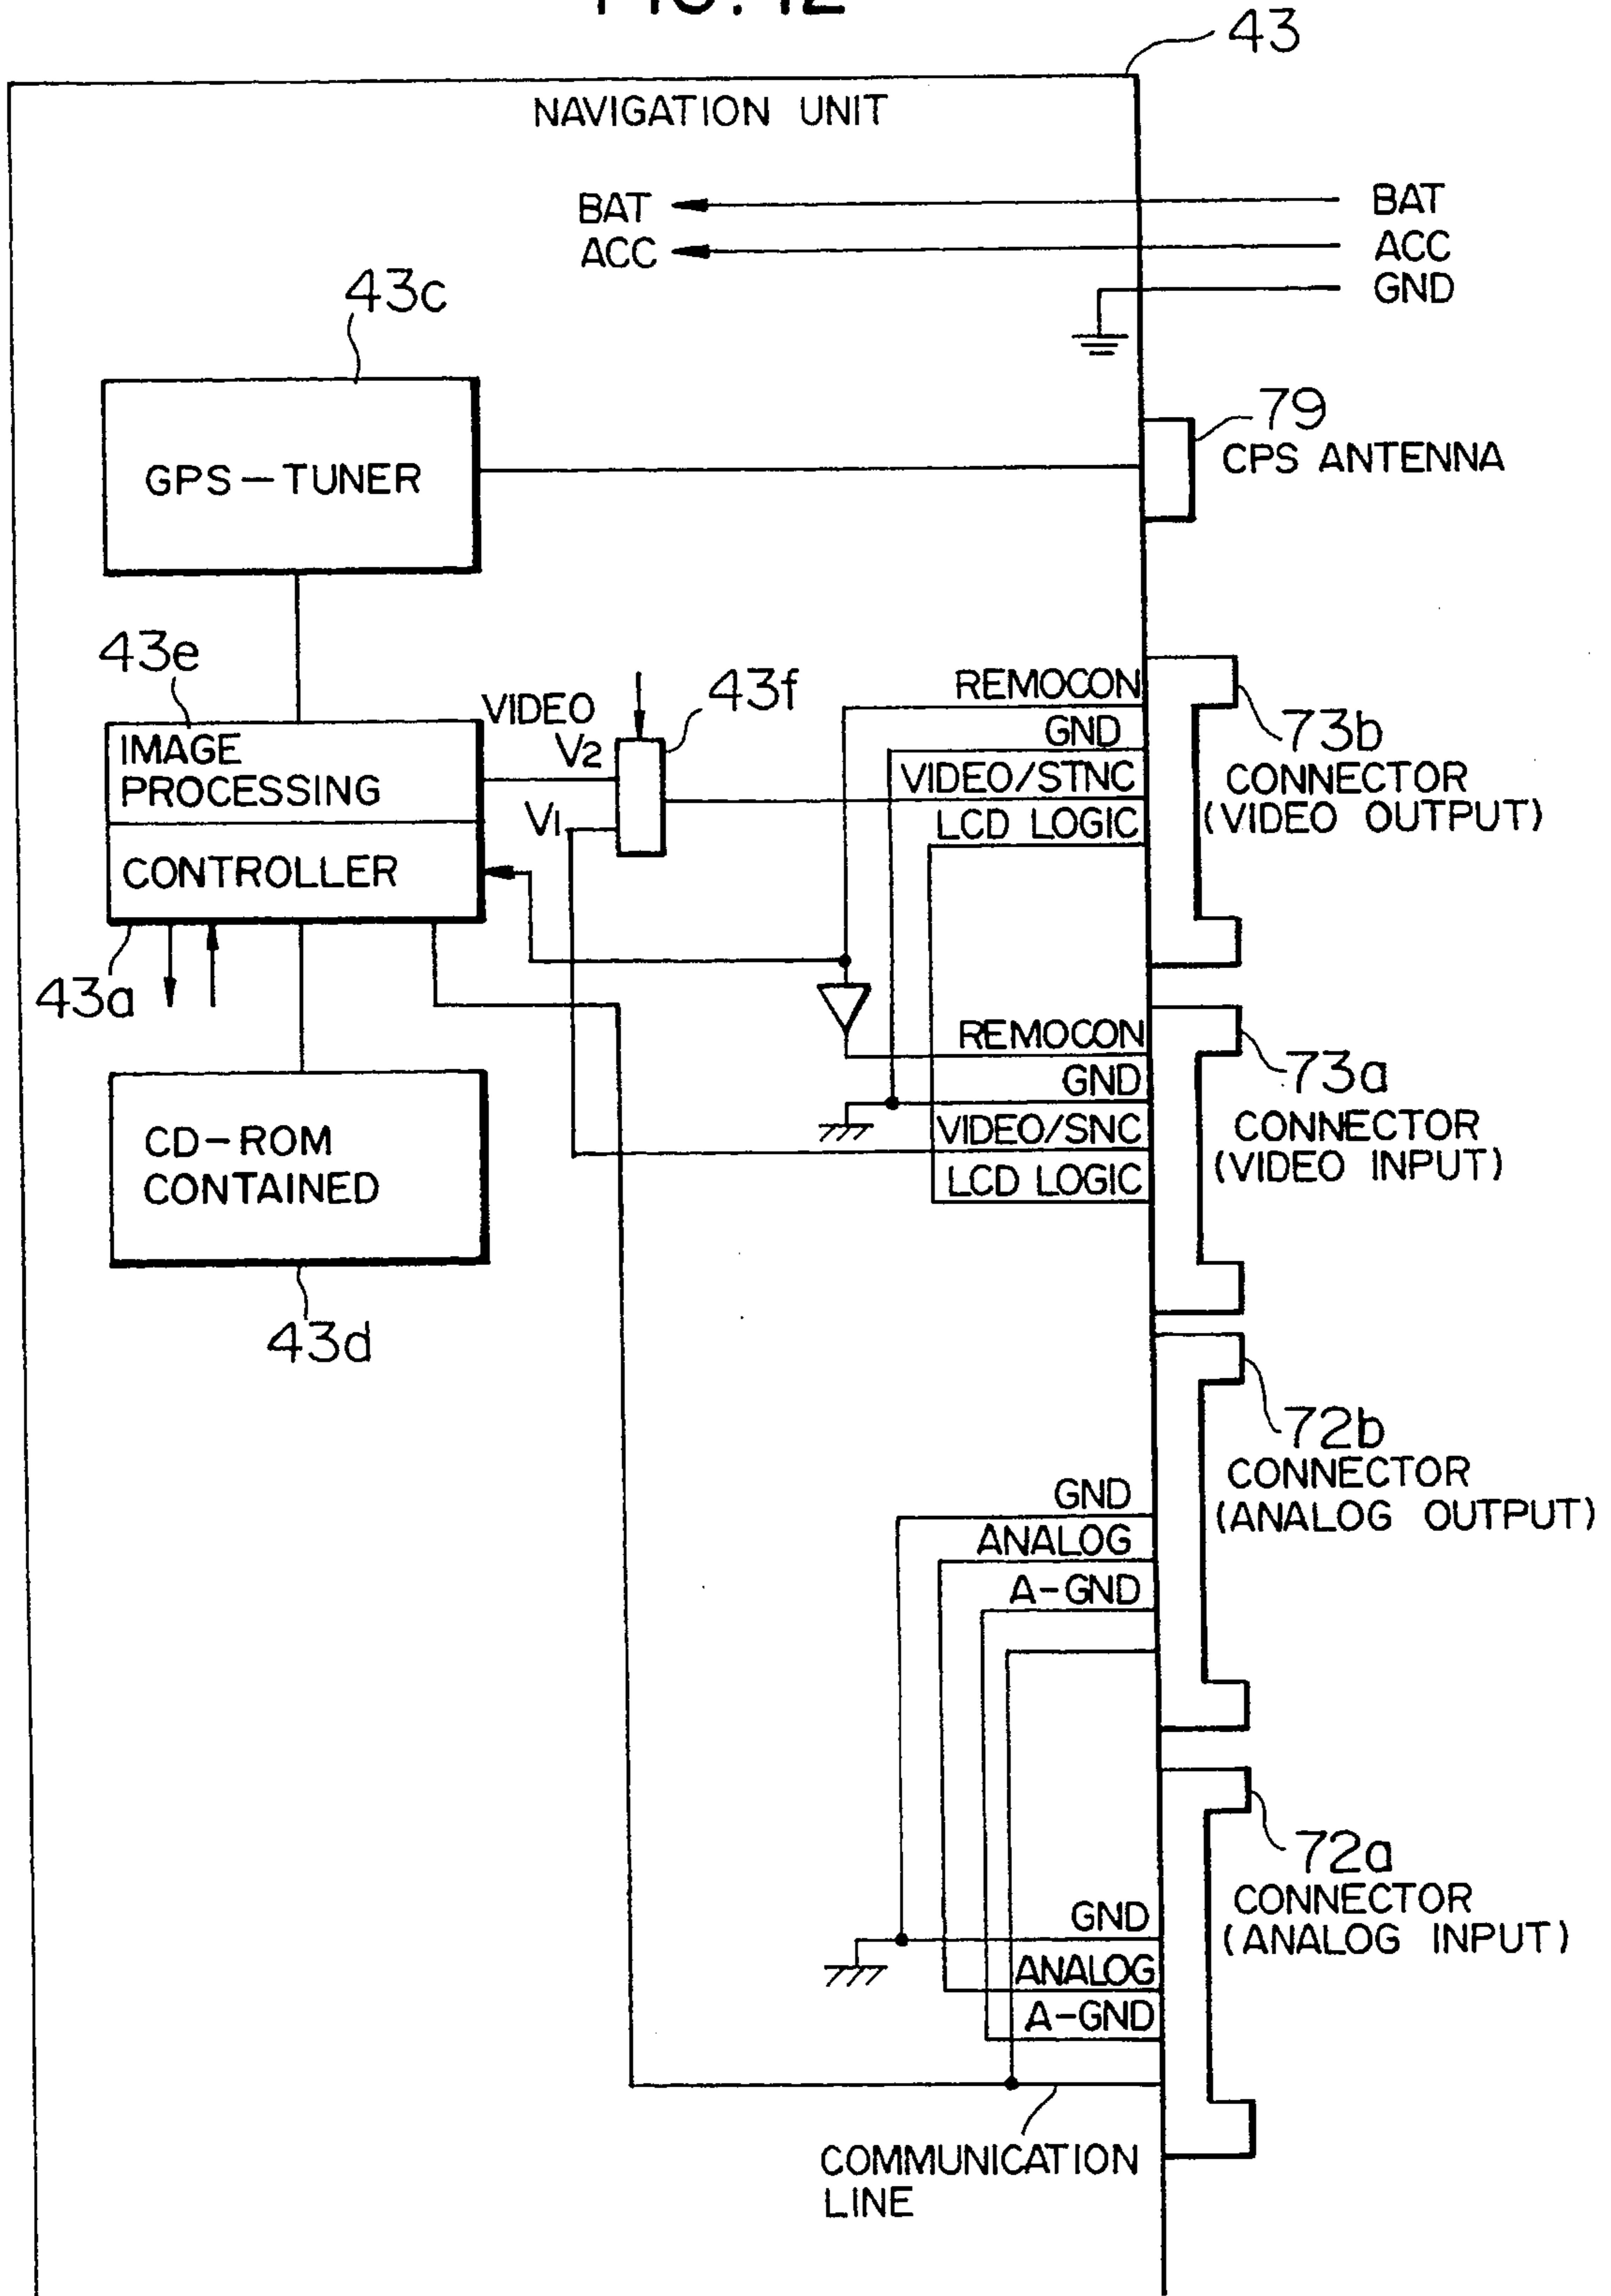 FIG. 12
43
NAVIGATION UNIT
BAT
BAT
ACC
ACC
GND
43c
79
CPS ANTENNA
GPS-TUNER
43e
VIDEO
43f
REMOCON
73b
CONNECTOR
(VIDEO OUTPUT)
IMAGE
PROCESSING
V2
GND
VIDEO/STNC
V1
LCD LOGIC
CONTROLLER
43a
REMOCON
73a
GND
CONNECTOR
(VIDEO INPUT)
CD-ROM
CONTAINED
VIDEO/SNC
LCD LOGIC
43d
72b
CONNECTOR
(ANALOG OUTPUT)
GND
ANALOG
A-GND
72a
CONNECTOR
(ANALOG INPUT)
GND
ANALOG
A-GND
COMMUNICATION
LINE